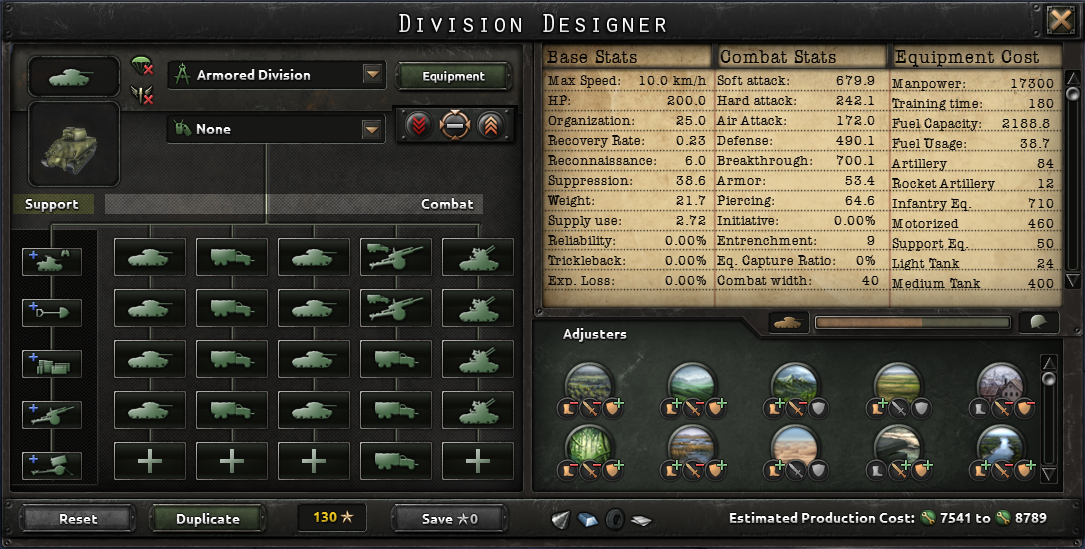 Division Designer
Armored Division
Equipment
None
Support
Combat
Base Stats
Max Speed: 10.0 km/h
HP: 200.0
Organization: 25.0
Recovery Rate: 0.23
Reconnaissance: 6.0
Suppression: 38.6
Weight: 21.7
Supply use: 2.72
Reliability: 0.00%
Trickleback: 0.00%
Exp. Loss: 0.00%
Combat Stats
Soft attack: 679.9
Hard attack: 242.1
Air Attack: 172.0
Defense: 490.1
Breakthrough: 700.1
Armor: 53.4
Piercing: 64.6
Initiative: 0.00%
Entrenchment: 9
Eq. Capture Ratio: 0%
Combat width: 40
Equipment Cost
Manpower: 17300
Training time: 180
Fuel Capacity: 2188.8
Fuel Usage: 38.7
Artillery 84
Rocket Artillery 12
Infantry Eq. 710
Motorized 460
Support Eq. 50
Light Tank 24
Medium Tank 400
Adjusters
Reset
Duplicate
130
Save ★0
Estimated Production Cost: 7541 to 8789